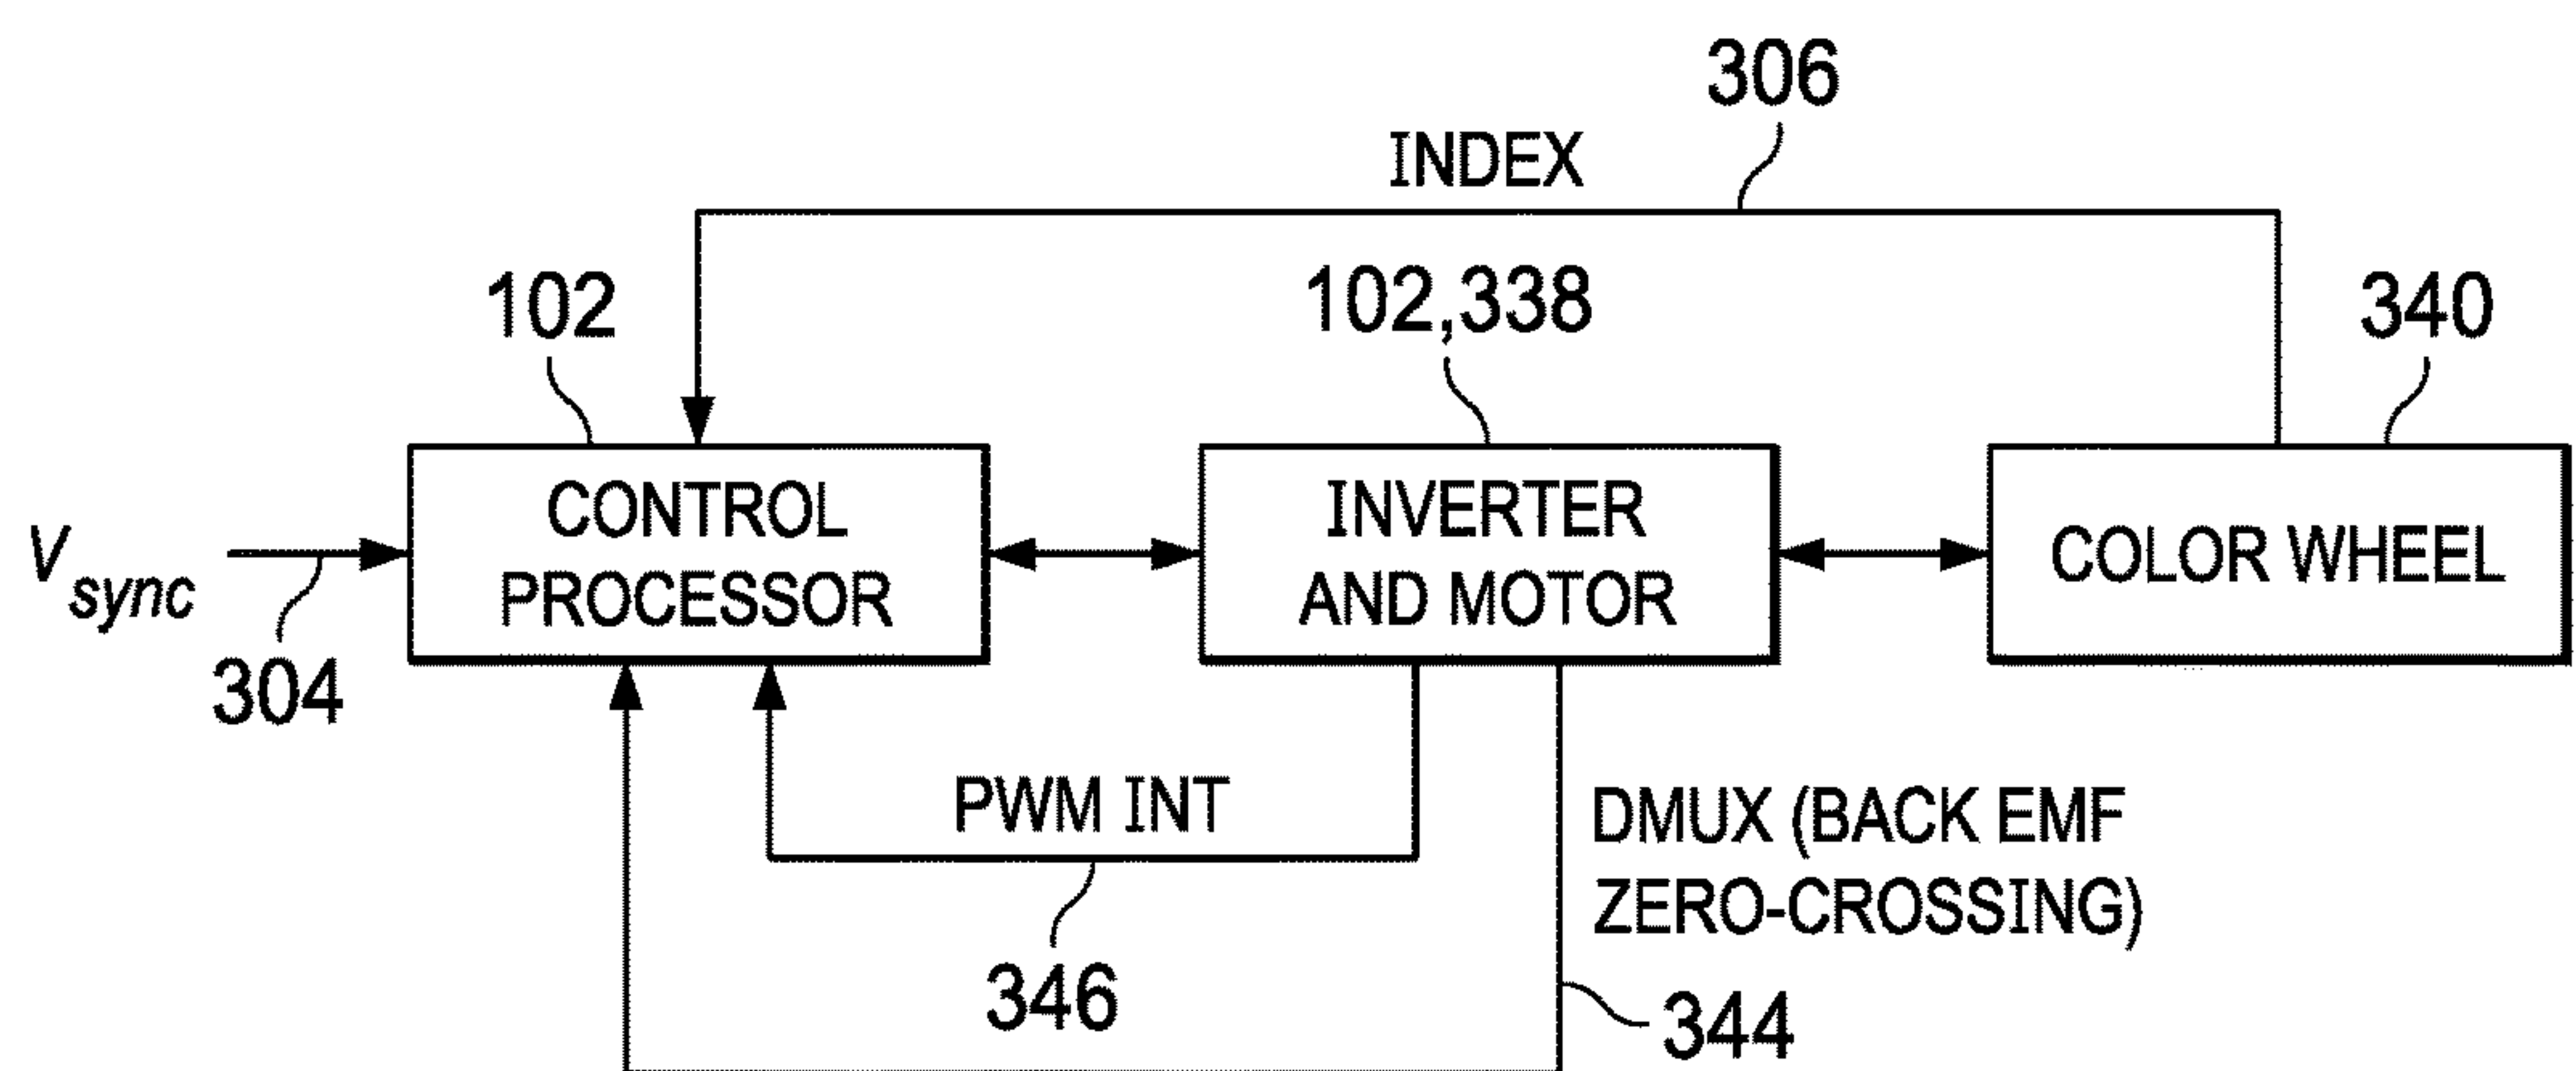 306
INDEX
102
102,338
340
CONTROL
PROCESSOR
INVERTER
AND MOTOR
COLOR WHEEL
Vsync
304
PWM INT
346
DMUX (BACK EMF
ZERO-CROSSING)
344